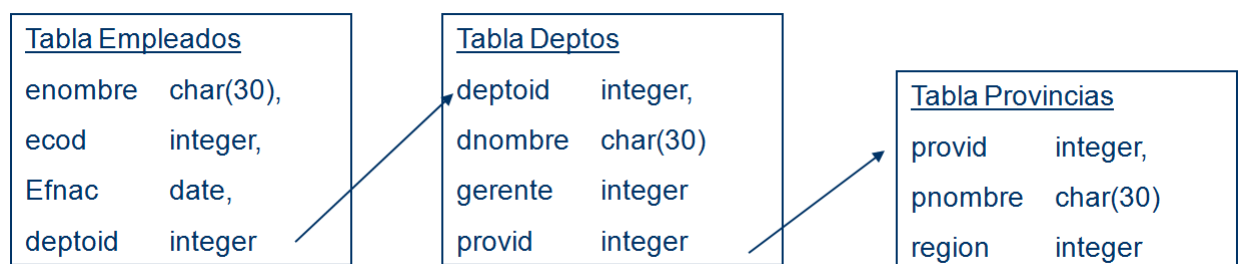 Tabla Empleados
enombre char(30),
ecod integer,
Efnac date,
deptoid integer
Tabla Deptos
deptoid integer,
dnombre char(30)
gerente integer
provid integer
Tabla Provincias
provid integer,
pnombre char(30)
region integer